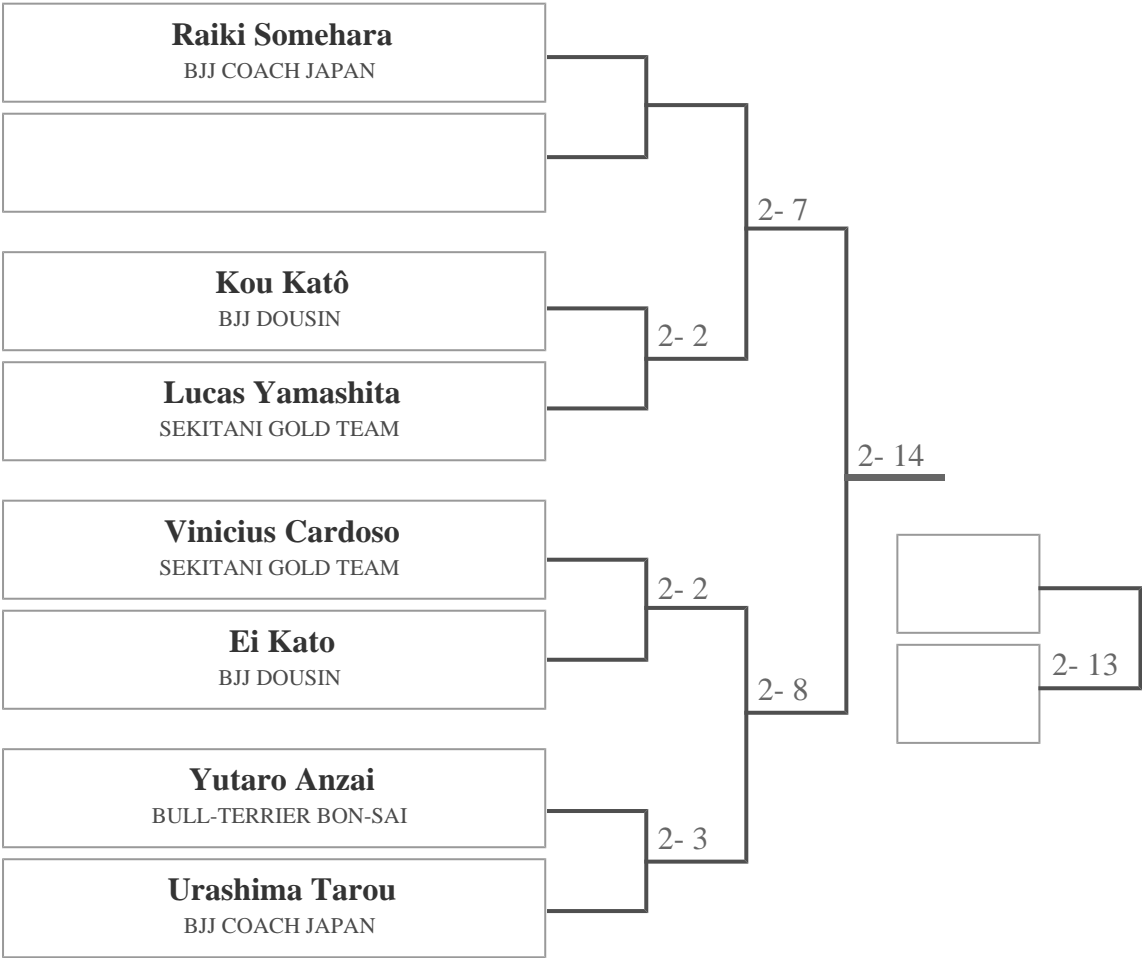 Raiki Somehara
BJJ COACH JAPAN
2- 7
Kou Katô
BJJ DOUSIN
2- 2
Lucas Yamashita
SEKITANI GOLD TEAM
2- 14
Vinicius Cardoso
SEKITANI GOLD TEAM
2- 2
Ei Kato
BJJ DOUSIN
2- 13
2- 8
Yutaro Anzai
BULL-TERRIER BON-SAI
2- 3
Urashima Tarou
BJJ COACH JAPAN